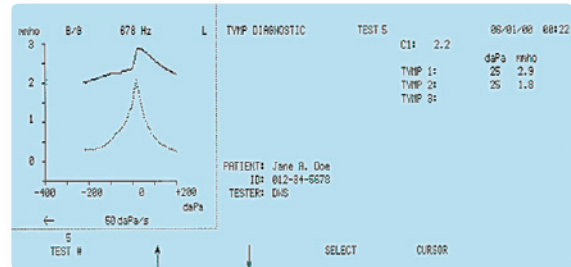 mmho B/G 678 Hz L TYMP DIAGNOSTIC TEST 5 06/01/00 00:22
C1: 2.2
daPa mmho
TYMP 1: 25 2.9
TYMP 2: 25 1.8
TYMP 3:
3
2
1
0
-400 -200 0 +200
daPa
← 50 daPa/s
PATIENT: Jane A. Doe
ID: 012-34-5678
TESTER: DWS
5
TEST # ↑ ↓ SELECT CURSOR